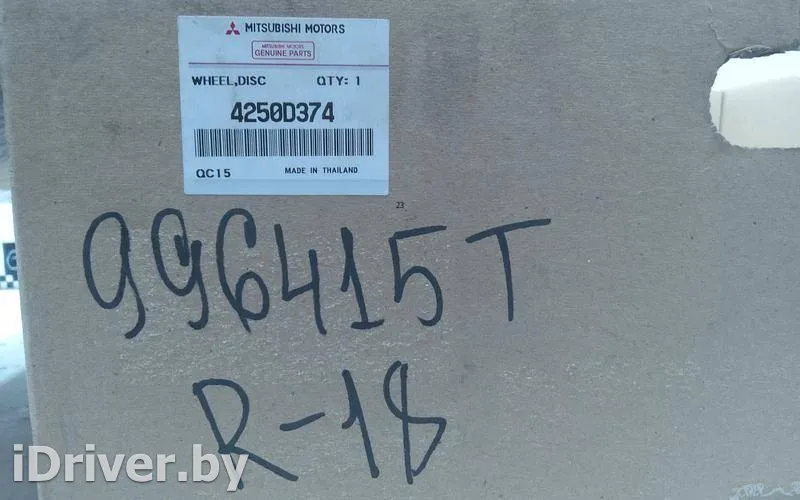 MITSUBISHI MOTORS
MITSUBISHI MOTORS
GENUINE PARTS
WHEEL,DISC QTY: 1
4250D374
QC15 MADE IN THAILAND
23
996415T
R-18
iDriver.by